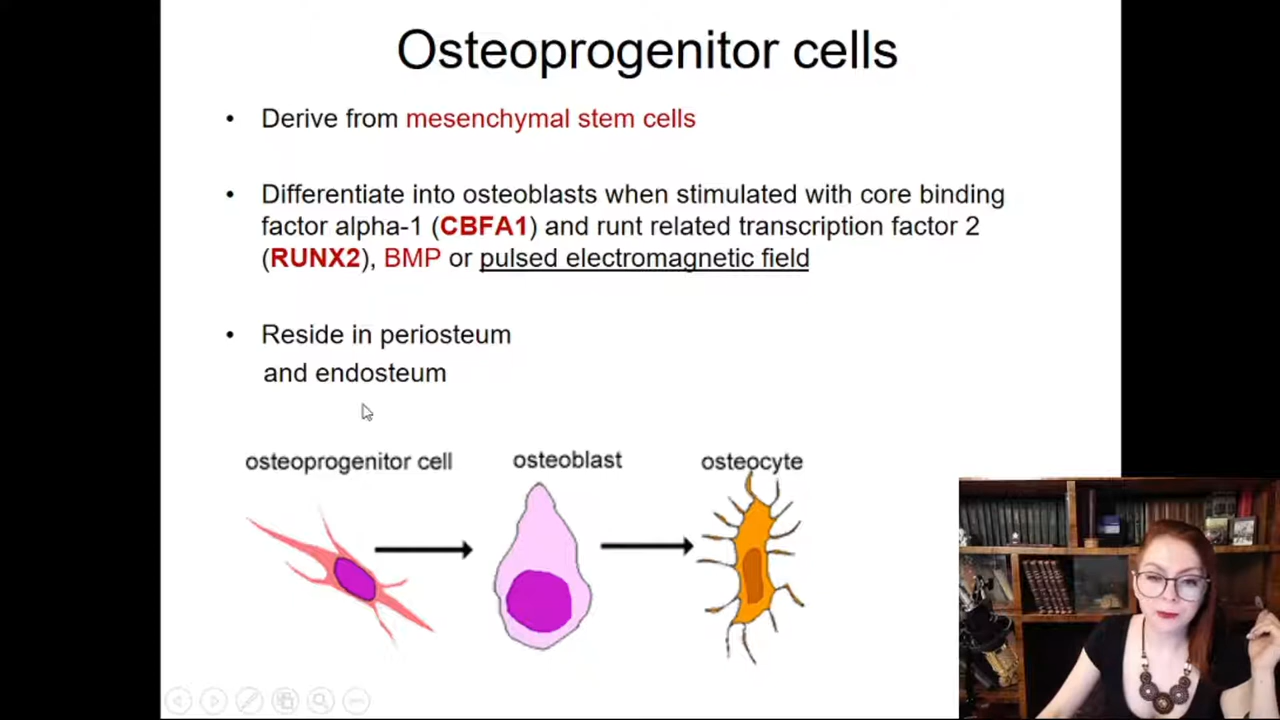 Osteoprogenitor cells
• Derive from mesenchymal stem cells
• Differentiate into osteoblasts when stimulated with core binding
factor alpha-1 (CBFA1) and runt related transcription factor 2
(RUNX2), BMP or pulsed electromagnetic field
• Reside in periosteum
and endosteum
osteoprogenitor cell
osteoblast
osteocyte